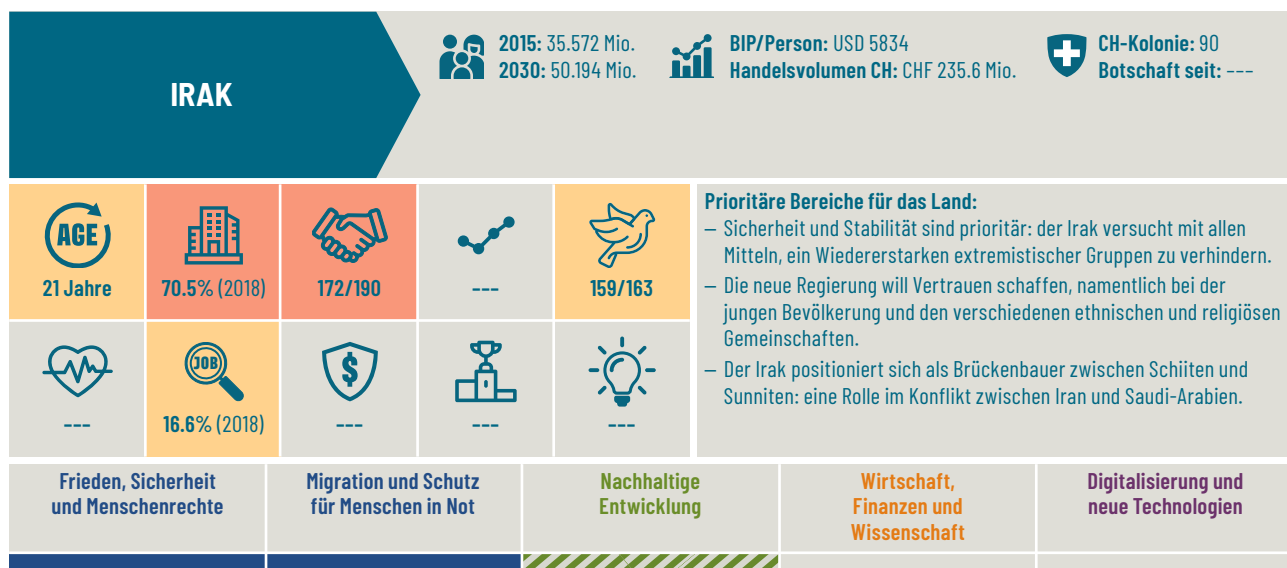 IRAK
2015: 35.572 Mio.
2030: 50.194 Mio.
BIP/Person: USD 5834
Handelsvolumen CH: CHF 235.6 Mio.
CH-Kolonie: 90
Botschaft seit: –––
AGE
21 Jahre
70.5% (2018)
172/190
–––
159/163
–––
JOB
16.6% (2018)
$
–––
–––
–––
Prioritäre Bereiche für das Land:
– Sicherheit und Stabilität sind prioritär: der Irak versucht mit allen
Mitteln, ein Wiedererstarken extremistischer Gruppen zu verhindern.
– Die neue Regierung will Vertrauen schaffen, namentlich bei der
jungen Bevölkerung und den verschiedenen ethnischen und religiösen
Gemeinschaften.
– Der Irak positioniert sich als Brückenbauer zwischen Schiiten und
Sunniten: eine Rolle im Konflikt zwischen Iran und Saudi-Arabien.
Frieden, Sicherheit
und Menschenrechte
Migration und Schutz
für Menschen in Not
Nachhaltige
Entwicklung
Wirtschaft,
Finanzen und
Wissenschaft
Digitalisierung und
neue Technologien